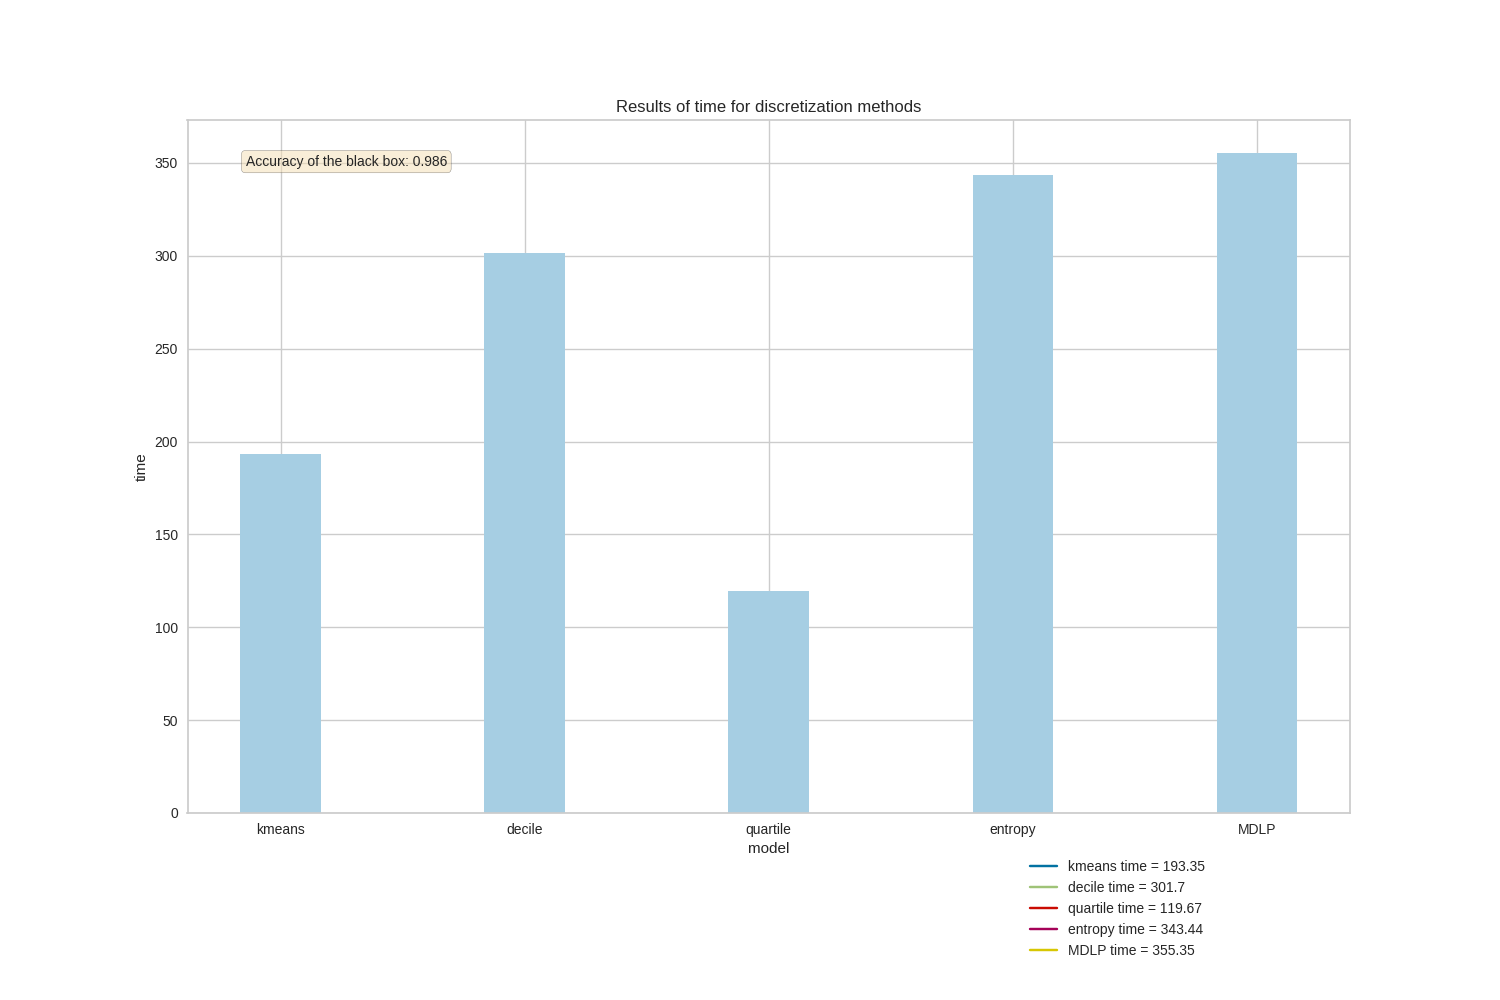 Results of time for discretization methods
Accuracy of the black box: 0.986
350
300
250
200
150
100
50
0
time
kmeans decile quartile entropy MDLP
model
kmeans time = 193.35
decile time = 301.7
quartile time = 119.67
entropy time = 343.44
MDLP time = 355.35